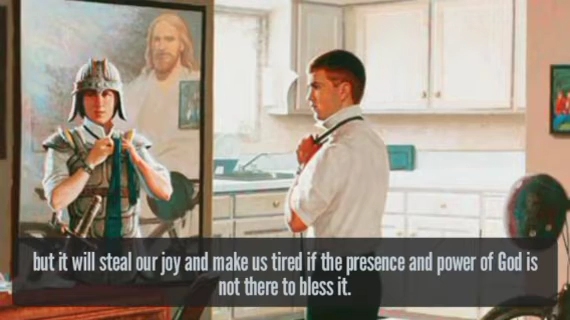 but it will steal our joy and make us tired if the presence and power of God is
not there to bless it.